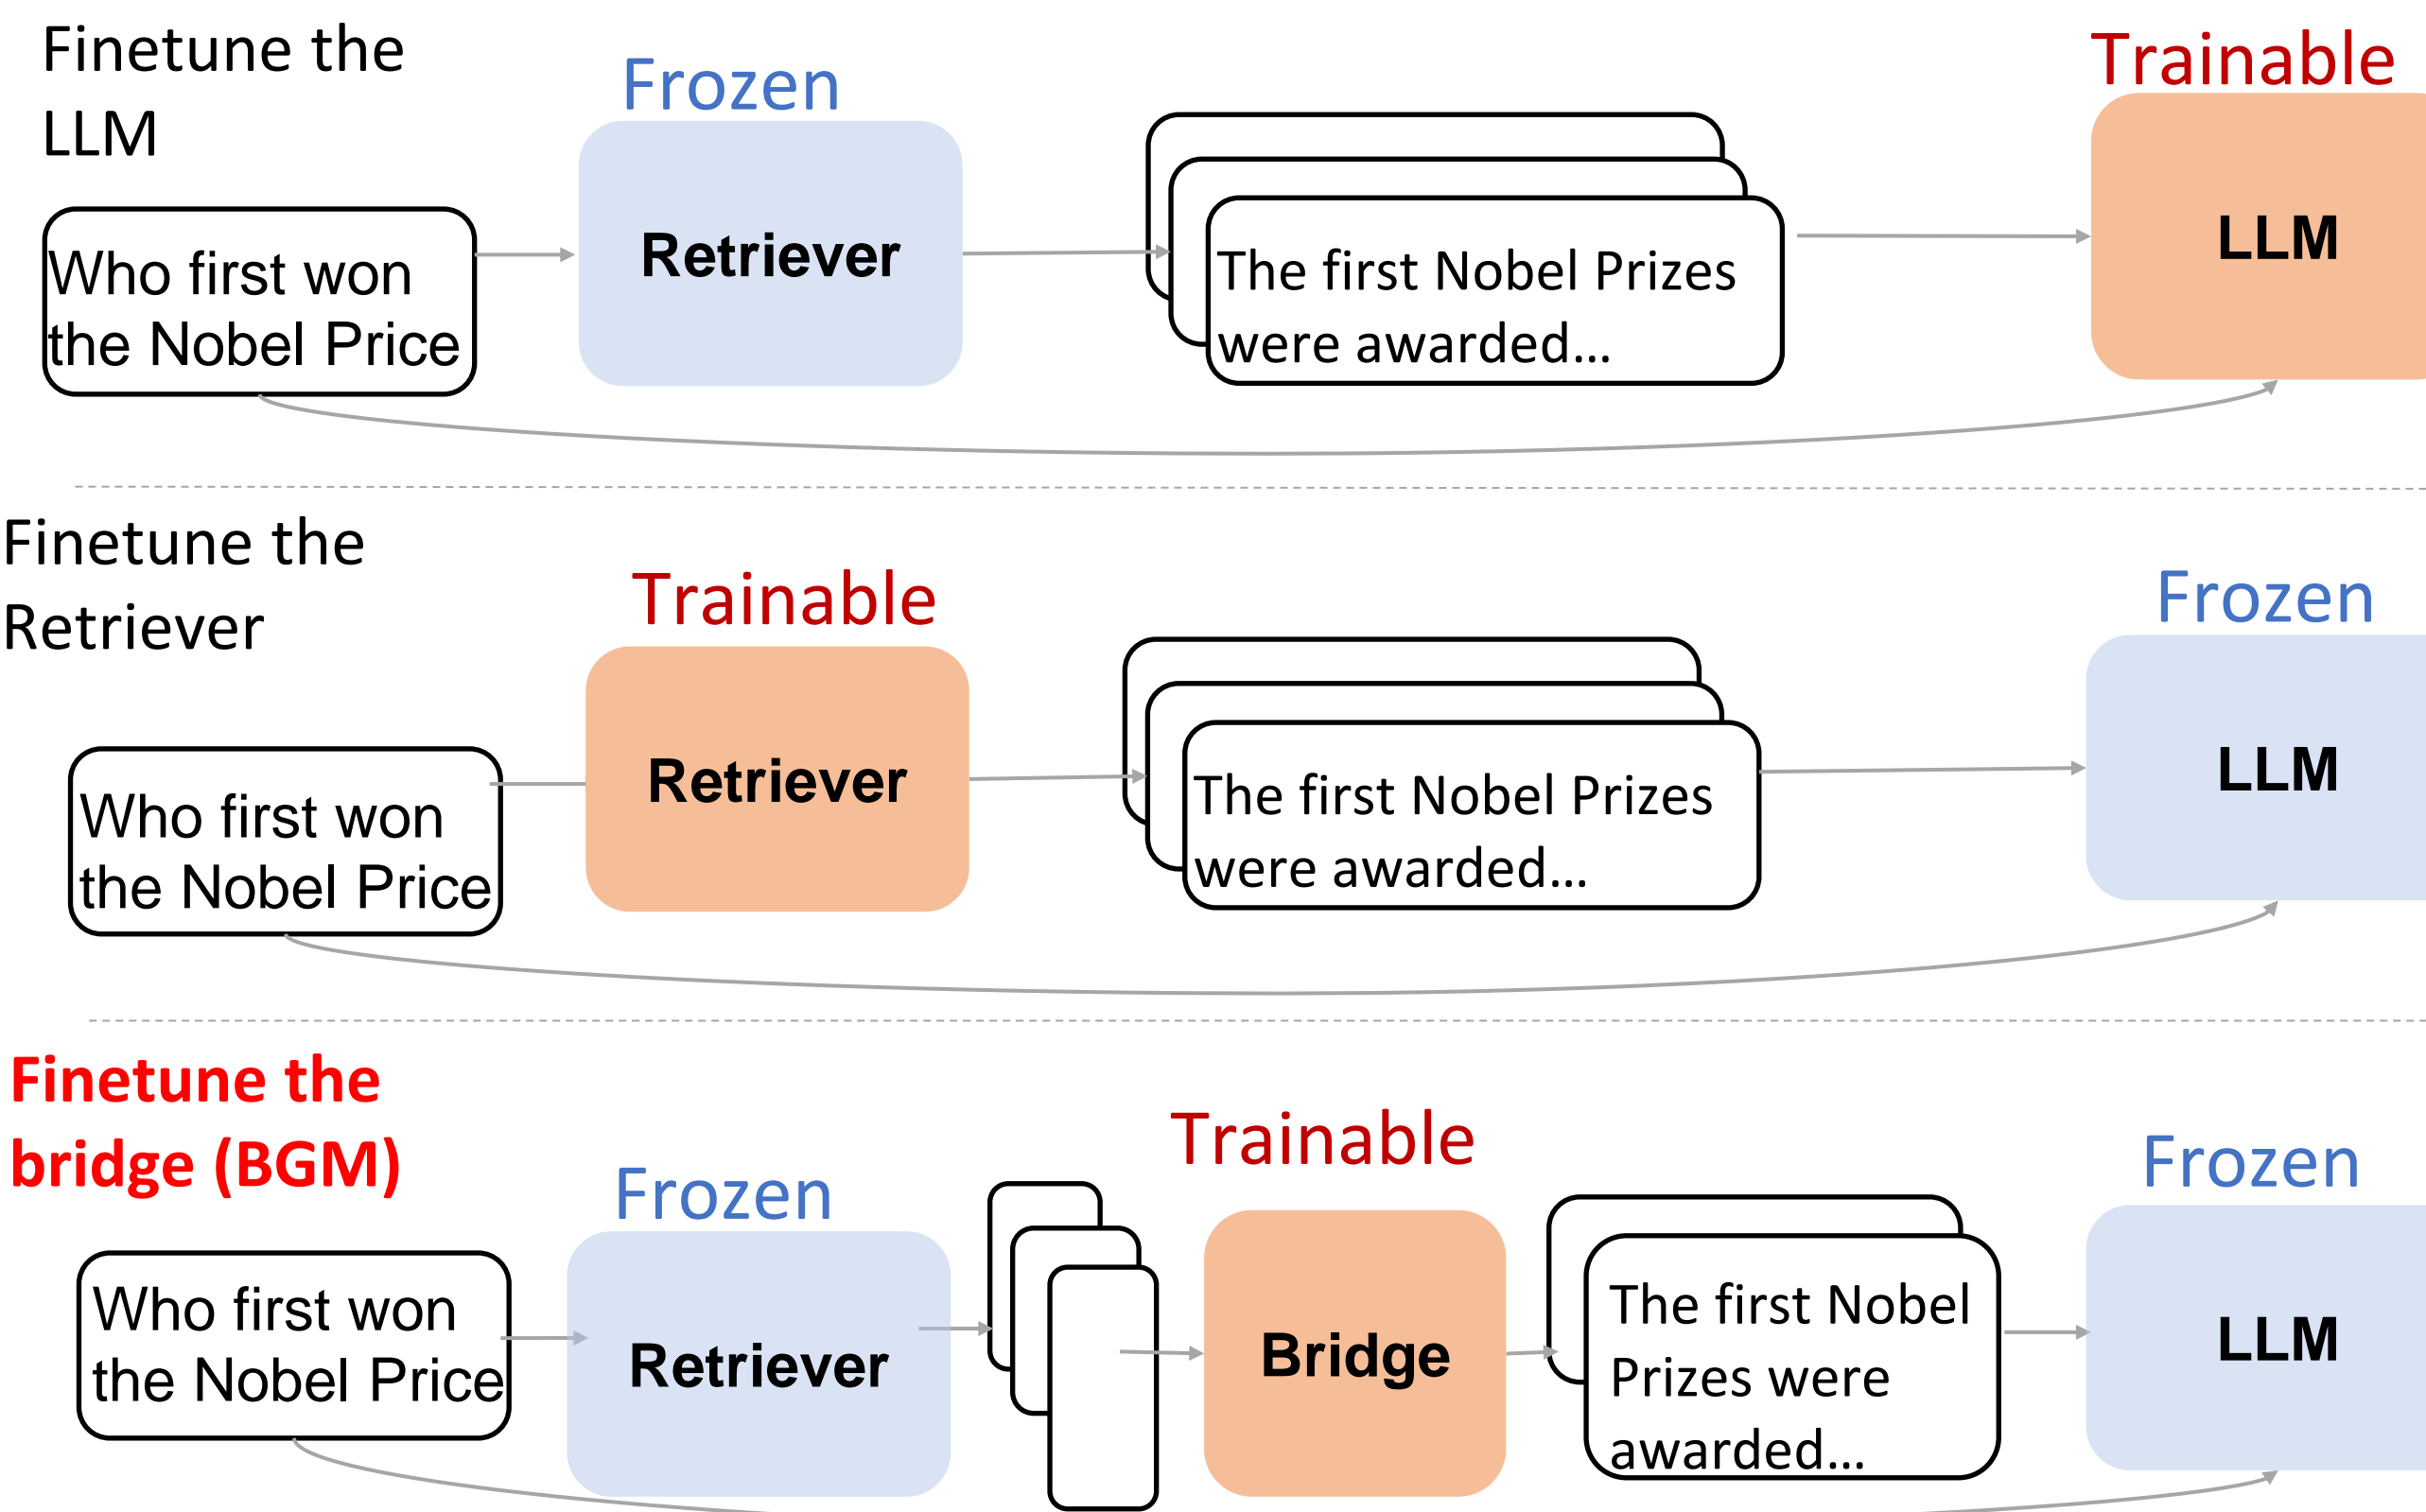 Finetune the
LLM
Frozen
Trainable
Who first won
the Nobel Price
Retriever
The first Nobel Prizes
were awarded...
LLM
Finetune the
Retriever
Trainable
Frozen
Who first won
the Nobel Price
Retriever
The first Nobel Prizes
were awarded...
LLM
Finetune the
bridge (BGM)
Frozen
Trainable
Frozen
Who first won
the Nobel Price
Retriever
Bridge
The first Nobel
Prizes were
awarded...
LLM